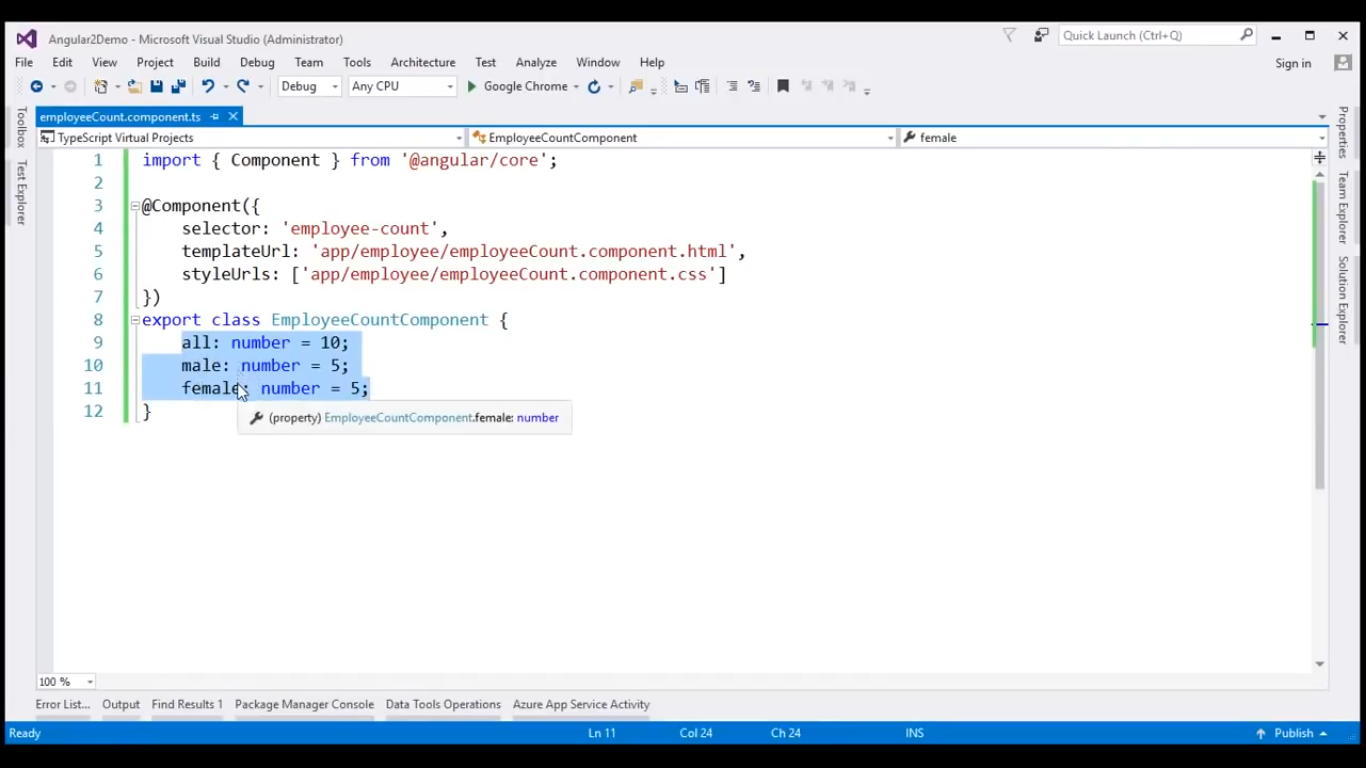 Angular2Demo - Microsoft Visual Studio (Administrator)
Quick Launch (Ctrl+Q)
File Edit View Project Build Debug Team Tools Architecture Test Analyze Window Help
Sign in
Debug Any CPU Google Chrome
employeeCount.component.ts
TypeScript Virtual Projects EmployeeCountComponent female
Toolbox
Test Explorer
1 import { Component } from '@angular/core';
2
3 @Component({
4 selector: 'employee-count',
5 templateUrl: 'app/employee/employeeCount.component.html',
6 styleUrls: ['app/employee/employeeCount.component.css']
7 })
8 export class EmployeeCountComponent {
9 all: number = 10;
10 male: number = 5;
11 female: number = 5;
12 }
(property) EmployeeCountComponent.female: number
Properties
Team Explorer
Solution Explorer
100 %
Error List... Output Find Results 1 Package Manager Console Data Tools Operations Azure App Service Activity
Ready Ln 11 Col 24 Ch 24 INS Publish